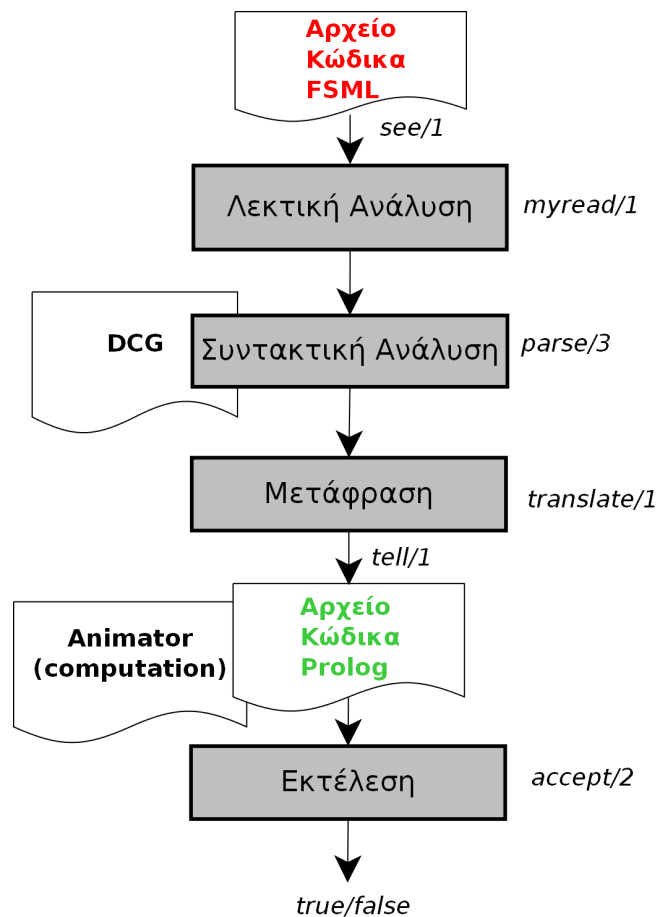 Αρχείο
Κώδικα
FSML
see/1
Λεκτική Ανάλυση
myread/1
DCG
Συντακτική Ανάλυση
parse/3
Μετάφραση
translate/1
tell/1
Animator
(computation)
Αρχείο
Κώδικα
Prolog
Εκτέλεση
accept/2
true/false